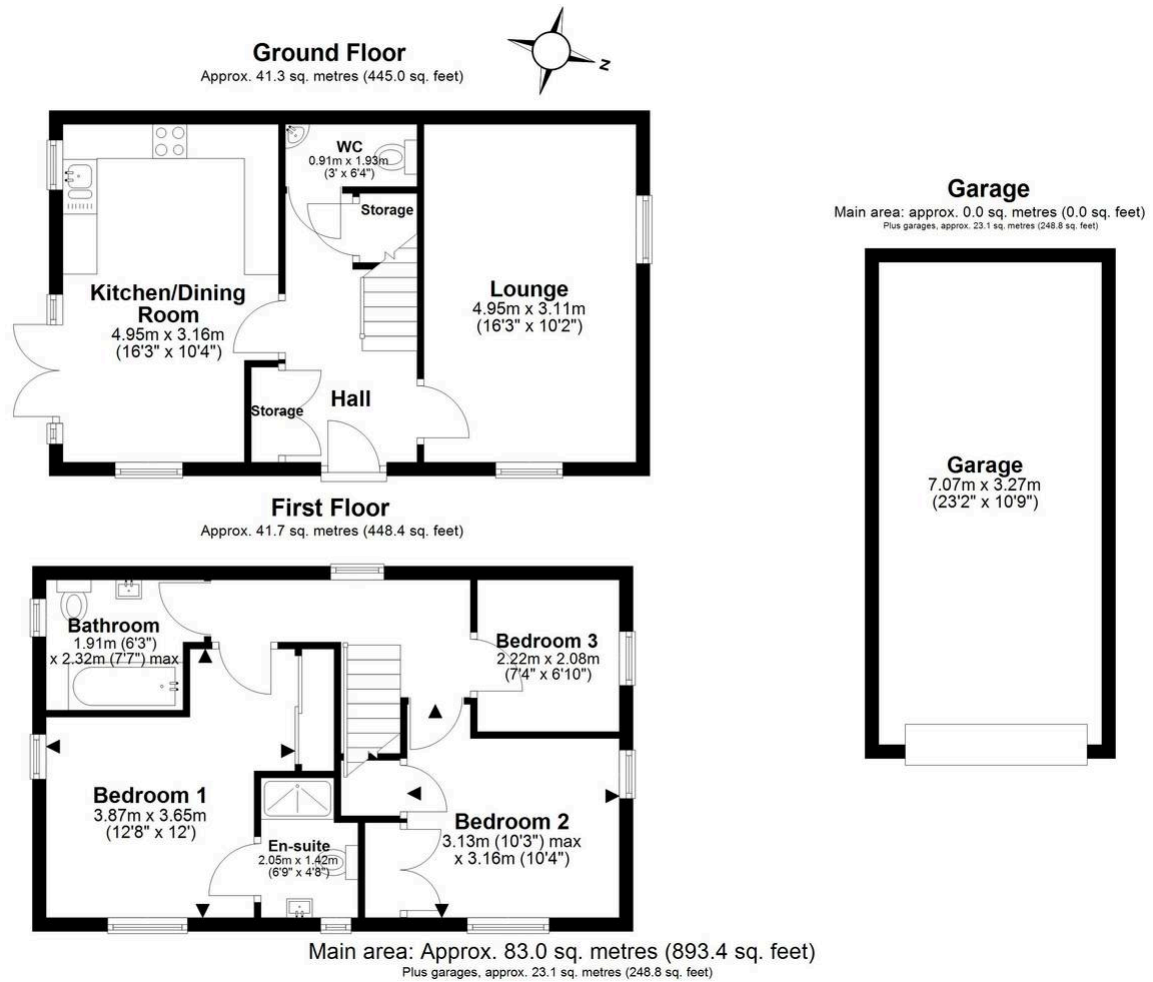 Ground Floor
Approx. 41.3 sq. metres (445.0 sq. feet)
N
WC
0.91m x 1.93m
(3' x 6'4")
Storage
Kitchen/Dining
Room
4.95m x 3.16m
(16'3" x 10'4")
Lounge
4.95m x 3.11m
(16'3" x 10'2")
Storage
Hall
Garage
Main area: approx. 0.0 sq. metres (0.0 sq. feet)
Plus garages, approx. 23.1 sq. metres (248.8 sq. feet)
Garage
7.07m x 3.27m
(23'2" x 10'9")
First Floor
Approx. 41.7 sq. metres (448.4 sq. feet)
Bathroom
1.91m (6'3")
x 2.32m (7'7") max
Bedroom 3
2.22m x 2.08m
(7'4" x 6'10")
Bedroom 1
3.87m x 3.65m
(12'8" x 12')
En-suite
2.05m x 1.42m
(6'9" x 4'8")
Bedroom 2
3.13m (10'3") max
x 3.16m (10'4")
Main area: Approx. 83.0 sq. metres (893.4 sq. feet)
Plus garages, approx. 23.1 sq. metres (248.8 sq. feet)